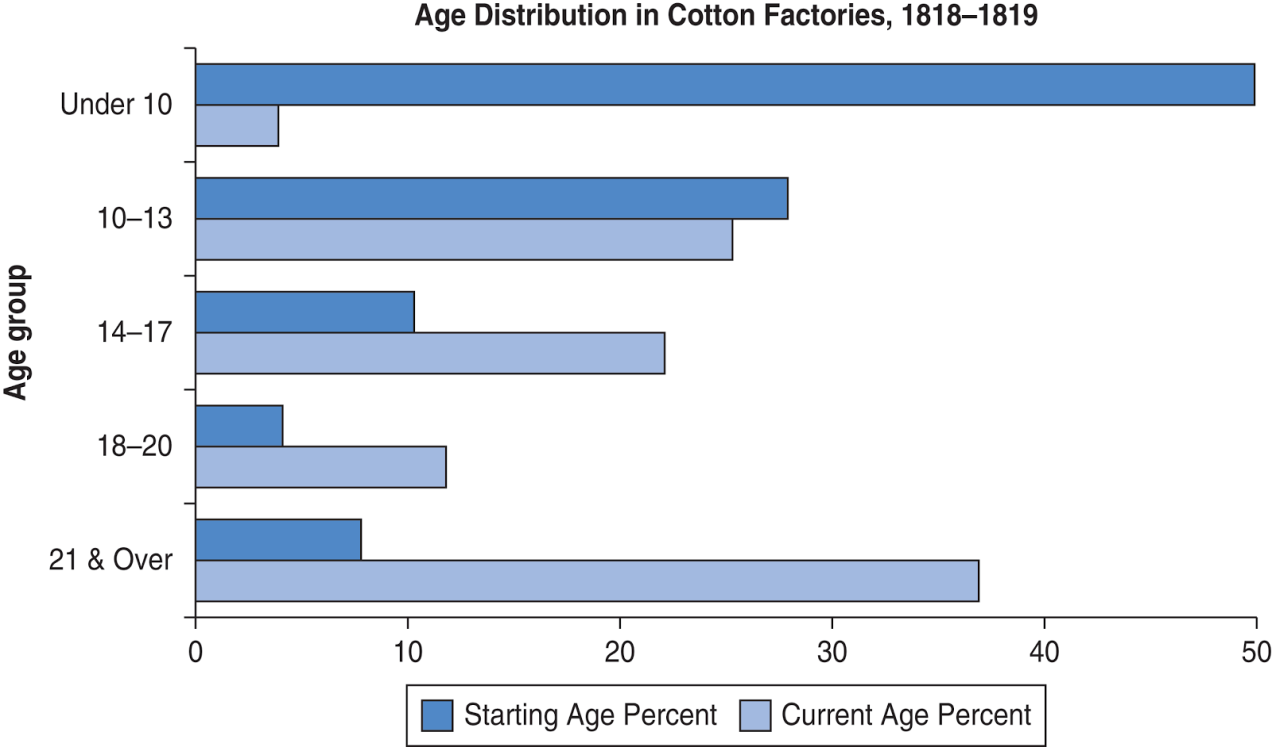 Age Distribution in Cotton Factories, 1818–1819
Age group
Under 10
10–13
14–17
18–20
21 & Over
0 10 20 30 40 50
Starting Age Percent Current Age Percent